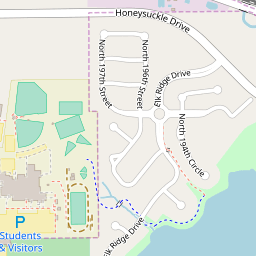 Honeysuckle Drive
North 197th Street
North 196th Street
Elk Ridge Drive
North 194th Circle
Elk Ridge Drive
P
Students
& Visitors